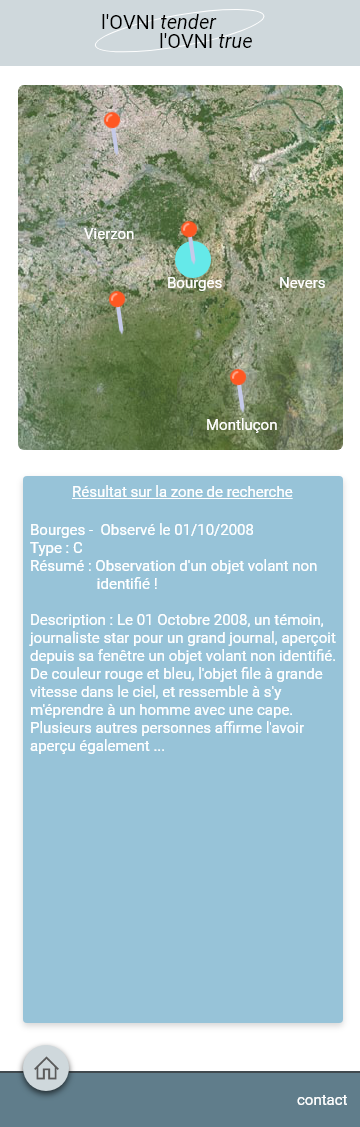 l'OVNI tender
l'OVNI true
Vierzon
Bourges
Nevers
Montluçon
Résultat sur la zone de recherche
Bourges - Observé le 01/10/2008
Type : C
Résumé : Observation d'un objet volant non
identifié !
Description : Le 01 Octobre 2008, un témoin,
journaliste star pour un grand journal, aperçoit
depuis sa fenêtre un objet volant non identifié.
De couleur rouge et bleu, l'objet file à grande
vitesse dans le ciel, et ressemble à s'y
m'éprendre à un homme avec une cape.
Plusieurs autres personnes affirme l'avoir
aperçu également ...
contact